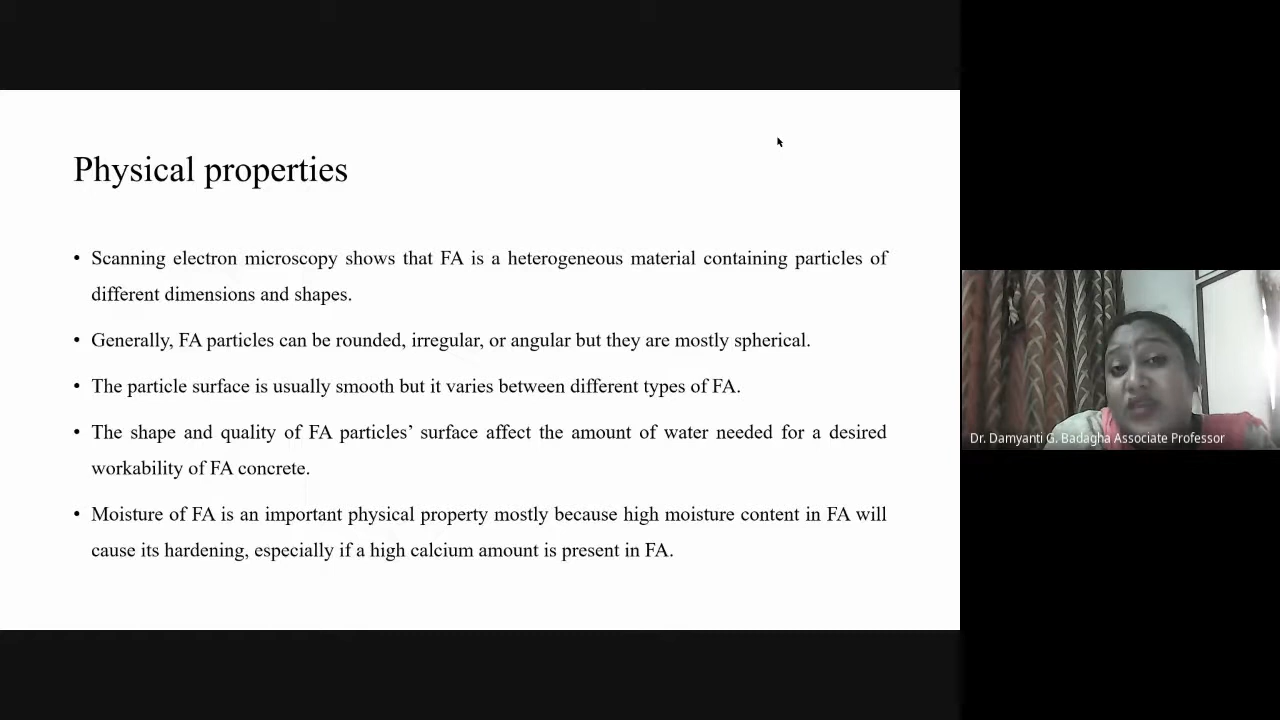 Physical properties
• Scanning electron microscopy shows that FA is a heterogeneous material containing particles of
different dimensions and shapes.
• Generally, FA particles can be rounded, irregular, or angular but they are mostly spherical.
• The particle surface is usually smooth but it varies between different types of FA.
• The shape and quality of FA particles’ surface affect the amount of water needed for a desired
workability of FA concrete.
• Moisture of FA is an important physical property mostly because high moisture content in FA will
cause its hardening, especially if a high calcium amount is present in FA.
Dr. Damyanti G. Badagha Associate Professor